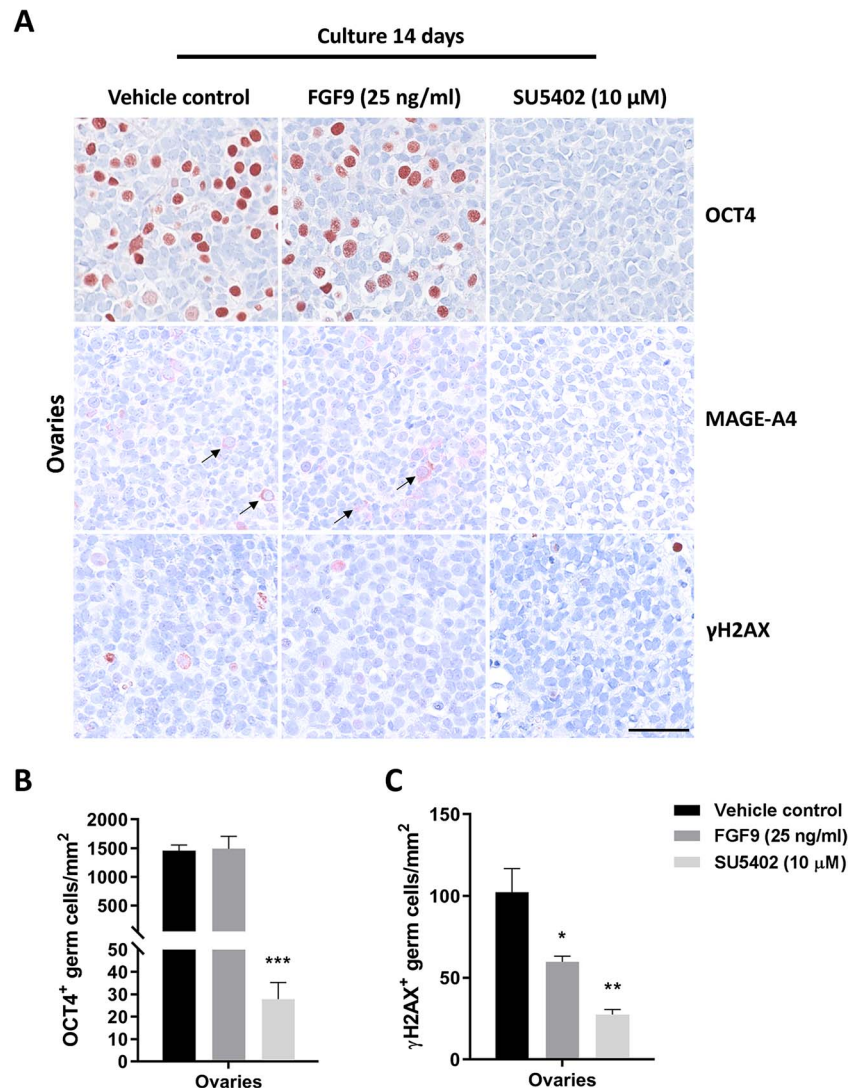 A
Culture 14 days
Vehicle control
FGF9 (25 ng/ml)
SU5402 (10 µM)
Ovaries
OCT4
MAGE-A4
γH2AX
B
OCT4+ germ cells/mm2
2000
1500
1000
500
50
40
30
20
10
0
***
Ovaries
C
γH2AX+ germ cells/mm2
150
100
50
0
*
**
Ovaries
Vehicle control
FGF9 (25 ng/ml)
SU5402 (10 µM)